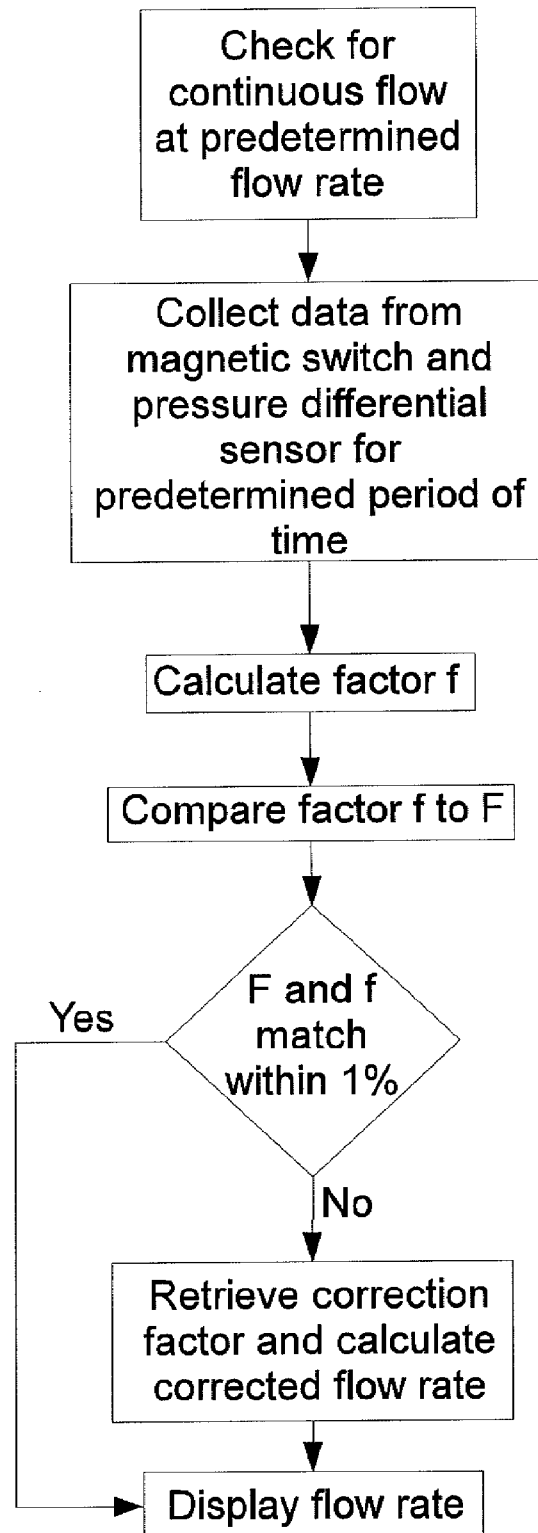 Check for
continuous flow
at predetermined
flow rate
Collect data from
magnetic switch and
pressure differential
sensor for
predetermined period of
time
Calculate factor f
Compare factor f to F
F and f
match
within 1%
Yes
No
Retrieve correction
factor and calculate
corrected flow rate
Display flow rate